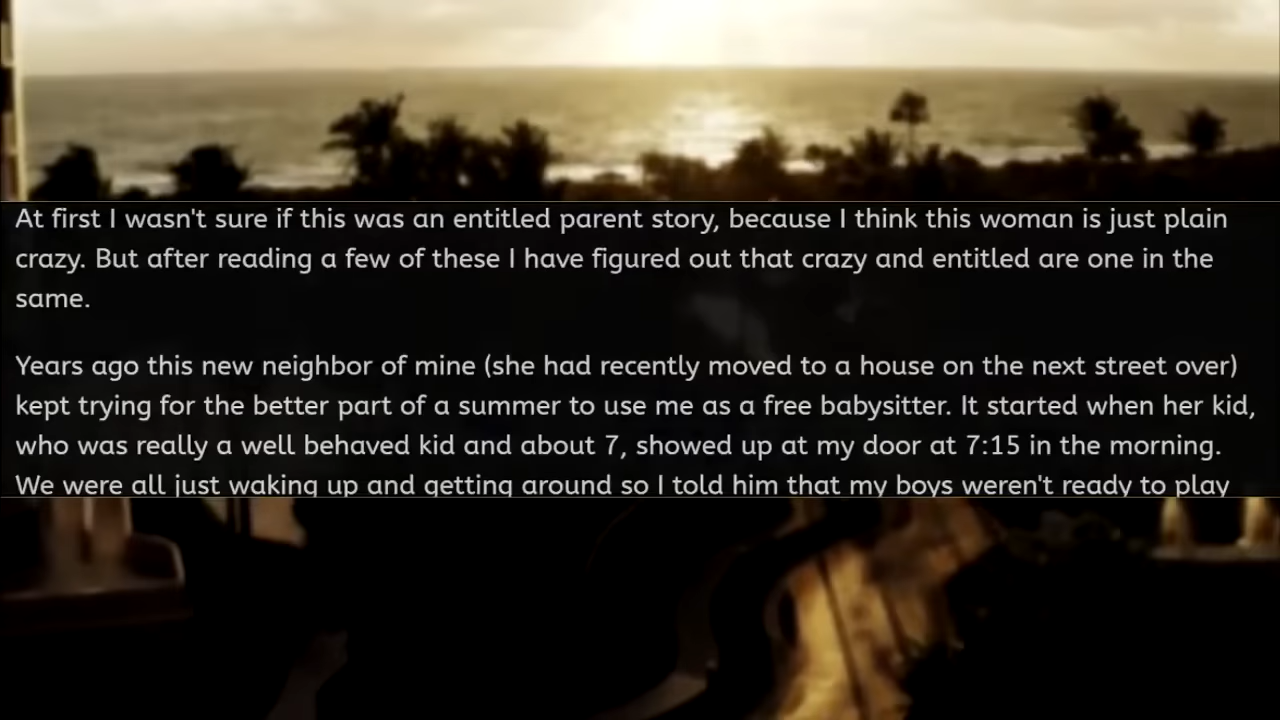 At first I wasn't sure if this was an entitled parent story, because I think this woman is just plain
crazy. But after reading a few of these I have figured out that crazy and entitled are one in the
same.
Years ago this new neighbor of mine (she had recently moved to a house on the next street over)
kept trying for the better part of a summer to use me as a free babysitter. It started when her kid,
who was really a well behaved kid and about 7, showed up at my door at 7:15 in the morning.
We were all just waking up and getting around so I told him that my boys weren't ready to play